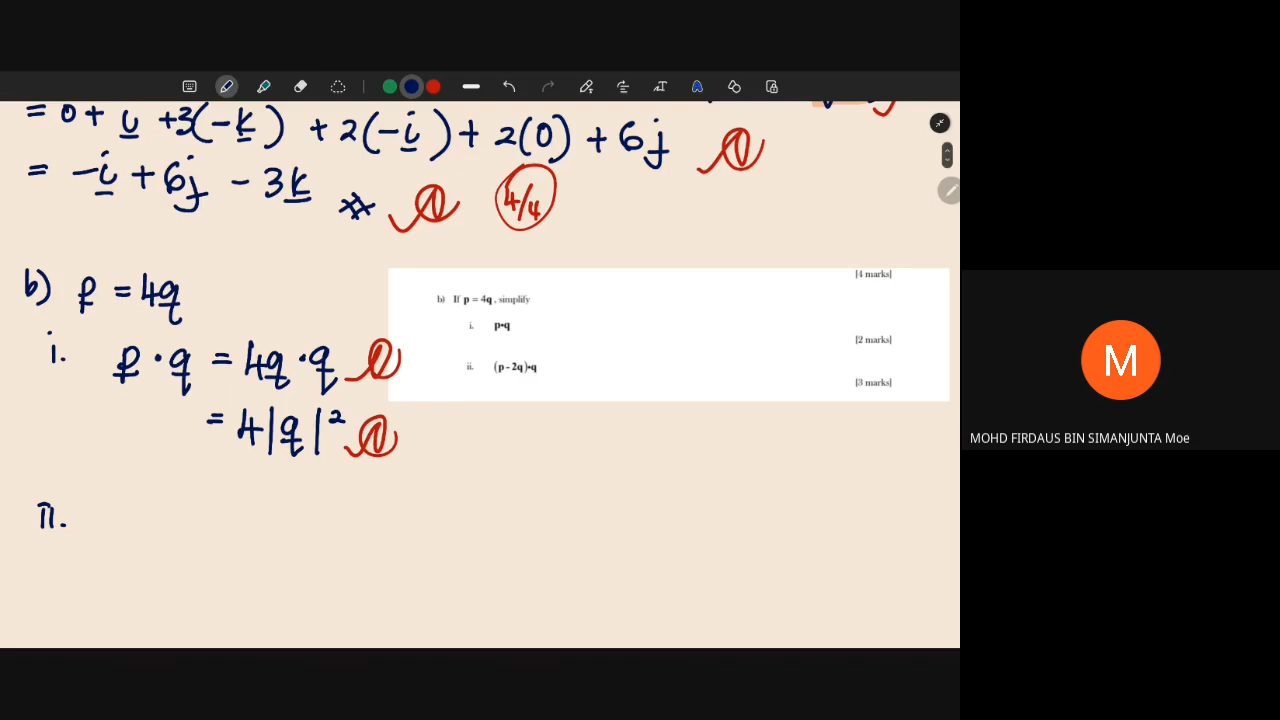 = 0 + i + 3(-k) + 2(-i) + 2(0) + 6j
= -i + 6j - 3k
4/4
[4 marks]
b) p = 4q
b) If p = 4q , simplify
i. p•q
[2 marks]
ii. (p - 2q)•q
[3 marks]
i. p · q = 4q · q
= 4|q|²
ii.
M
MOHD FIRDAUS BIN SIMANJUNTA Moe